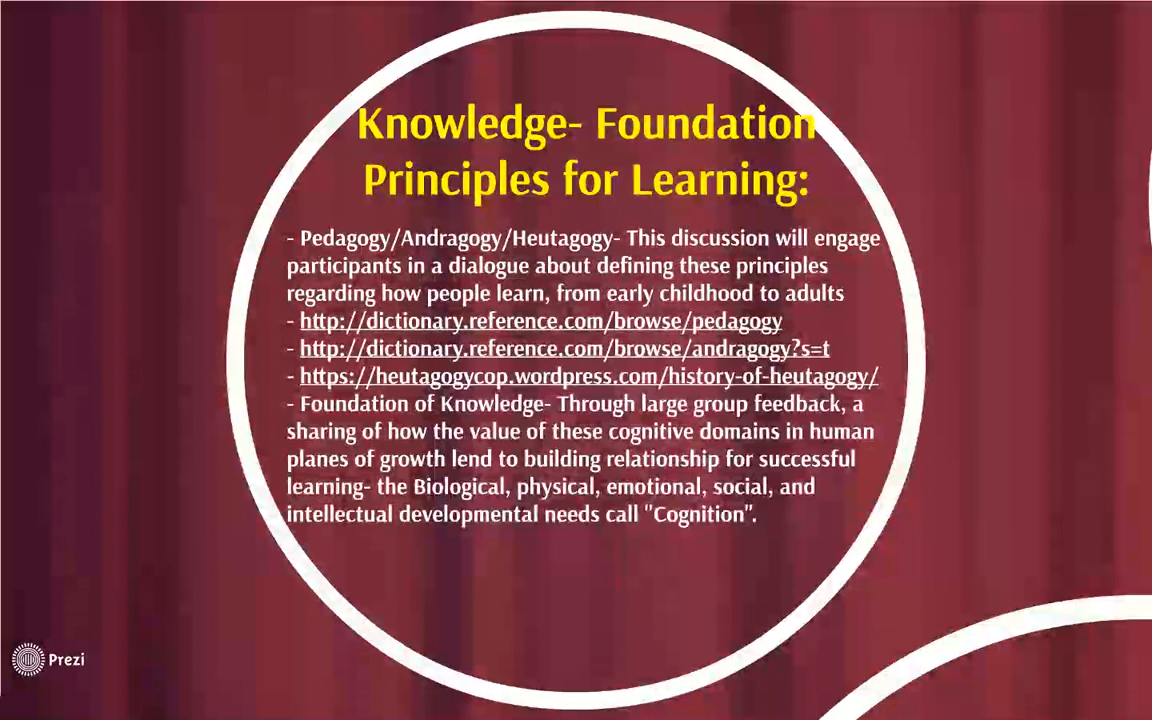 Knowledge- Foundation
Principles for Learning:
- Pedagogy/Andragogy/Heutagogy- This discussion will engage
participants in a dialogue about defining these principles
regarding how people learn, from early childhood to adults
- http://dictionary.reference.com/browse/pedagogy
- http://dictionary.reference.com/browse/andragogy?s=t
- https://heutagogycop.wordpress.com/history-of-heutagogy/
- Foundation of Knowledge- Through large group feedback, a
sharing of how the value of these cognitive domains in human
planes of growth lend to building relationship for successful
learning- the Biological, physical, emotional, social, and
intellectual developmental needs call "Cognition".
Prezi